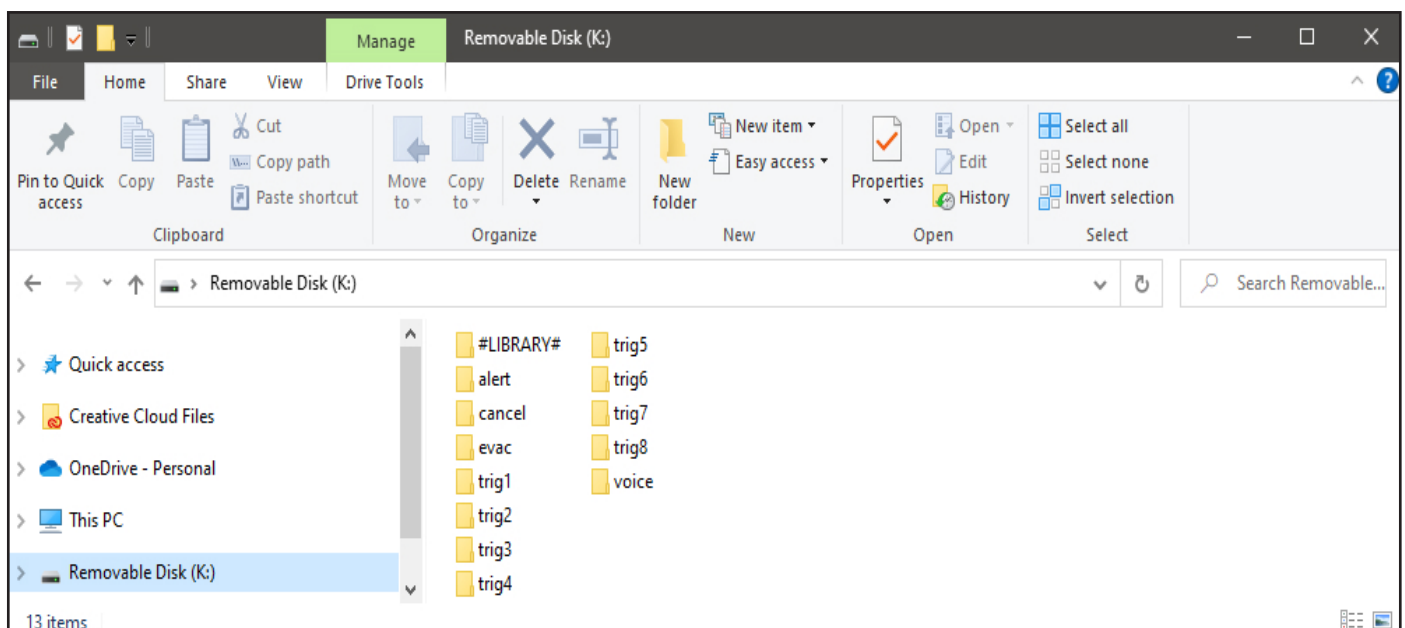 Manage
Removable Disk (K:)
File
Home
Share
View
Drive Tools
Pin to Quick access
Copy
Paste
Cut
Copy path
Paste shortcut
Clipboard
Move to
Copy to
Delete
Rename
Organize
New folder
New item
Easy access
New
Properties
Open
Edit
History
Open
Select all
Select none
Invert selection
Select
Removable Disk (K:)
Search Removable...
Quick access
Creative Cloud Files
OneDrive - Personal
This PC
Removable Disk (K:)
#LIBRARY#
alert
cancel
evac
trig1
trig2
trig3
trig4
trig5
trig6
trig7
trig8
voice
13 items